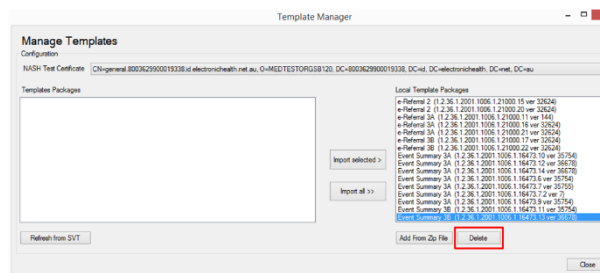 Template Manager
Manage Templates
Configuration
NASH Test Certificate CN=general.8003629900019338.id.electronichealth.net.au, O=MEDTESTORGSB120, DC=8003629900019338, DC=id, DC=electronichealth, DC=net, DC=au
Templates Packages
Local Template Packages
e-Referral 2 (1.2.36.1.2001.1006.1.21000.15 ver 32624)
e-Referral 2 (1.2.36.1.2001.1006.1.21000.20 ver 32624)
e-Referral 3A (1.2.36.1.2001.1006.1.21000.11 ver 144)
e-Referral 3A (1.2.36.1.2001.1006.1.21000.16 ver 32624)
e-Referral 3A (1.2.36.1.2001.1006.1.21000.21 ver 32624)
e-Referral 3B (1.2.36.1.2001.1006.1.21000.17 ver 32624)
e-Referral 3B (1.2.36.1.2001.1006.1.21000.22 ver 32624)
Event Summary 3A (1.2.36.1.2001.1006.1.16473.10 ver 35754)
Event Summary 3A (1.2.36.1.2001.1006.1.16473.12 ver 36678)
Event Summary 3A (1.2.36.1.2001.1006.1.16473.14 ver 36678)
Event Summary 3A (1.2.36.1.2001.1006.1.16473.6 ver 35754)
Event Summary 3A (1.2.36.1.2001.1006.1.16473.7 ver 35755)
Event Summary 3A (1.2.36.1.2001.1006.1.16473.7.2 ver 7)
Event Summary 3A (1.2.36.1.2001.1006.1.16473.9 ver 35754)
Event Summary 3B (1.2.36.1.2001.1006.1.16473.11 ver 35754)
Event Summary 3B (1.2.36.1.2001.1006.1.16473.13 ver 36678)
Import selected >
Import all >>
Refresh from SVT
Add From Zip File
Delete
Close